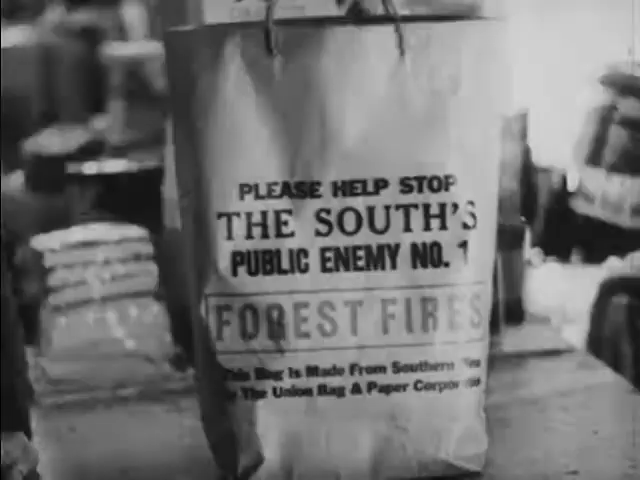 PLEASE HELP STOP
THE SOUTH'S
PUBLIC ENEMY NO. 1
FOREST FIRES
This Bag Is Made From Southern
The Union Bag & Paper